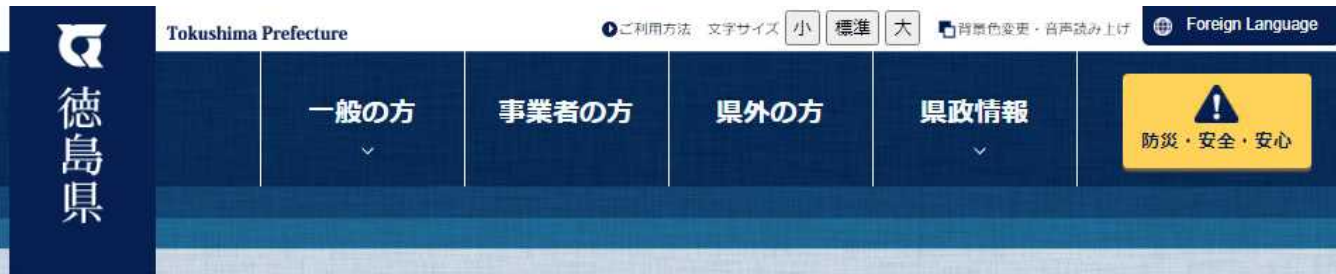 徳島県
Tokushima Prefecture
ご利用方法 文字サイズ 小 標準 大 背景色変更・音声読み上げ Foreign Language
一般の方 事業者の方 県外の方 県政情報
防災・安全・安心